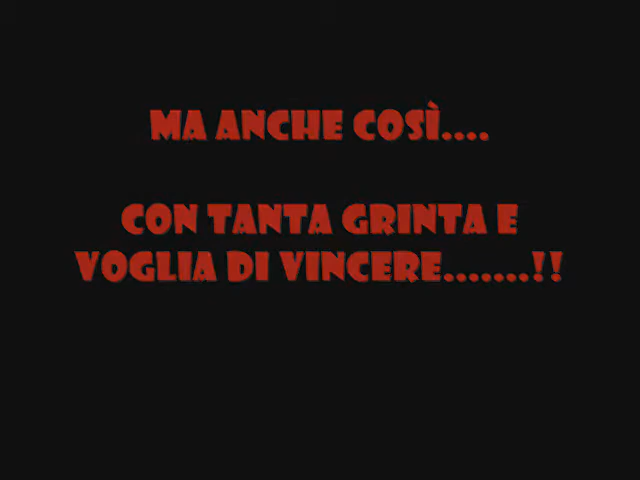 MA ANCHE COSÌ....
CON TANTA GRINTA E
VOGLIA DI VINCERE.......!!